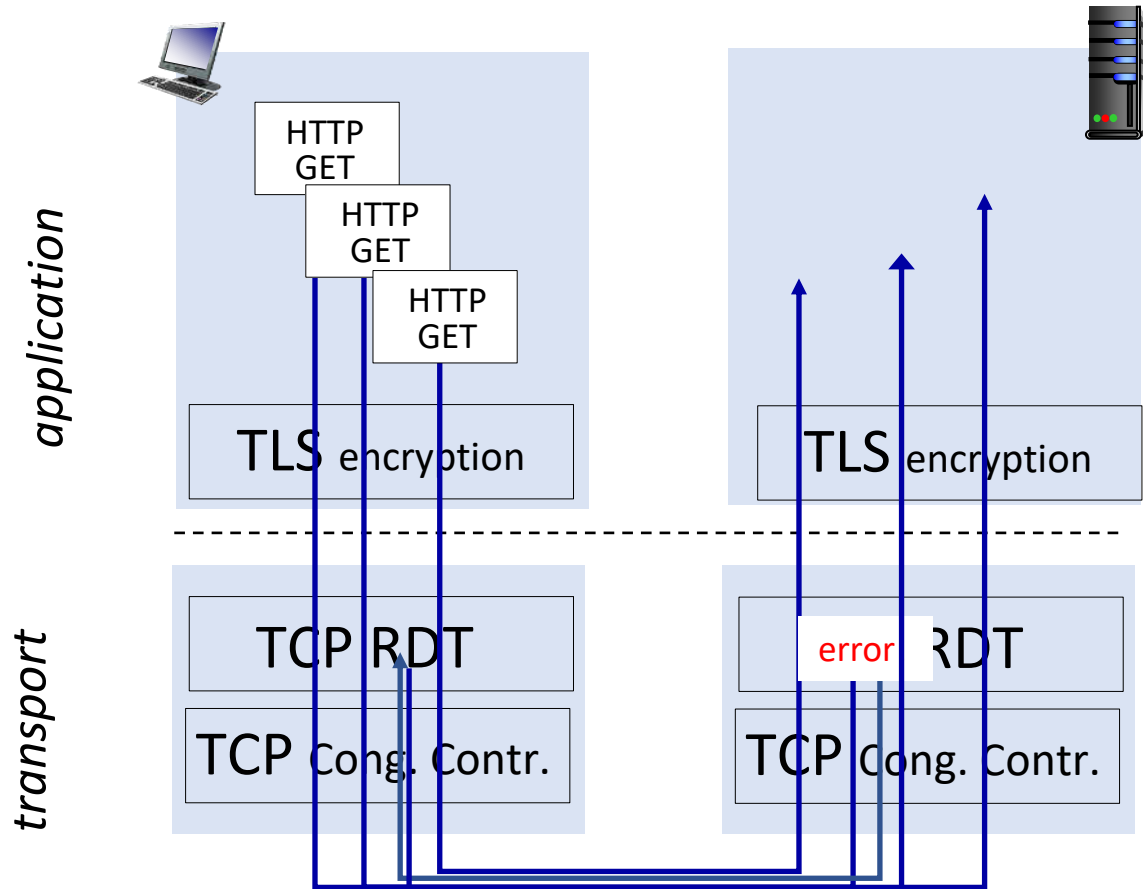 application
HTTP
GET
HTTP
GET
HTTP
GET
TLS encryption
TLS encryption
transport
TCP RDT
error RDT
TCP Cong. Contr.
TCP Cong. Contr.